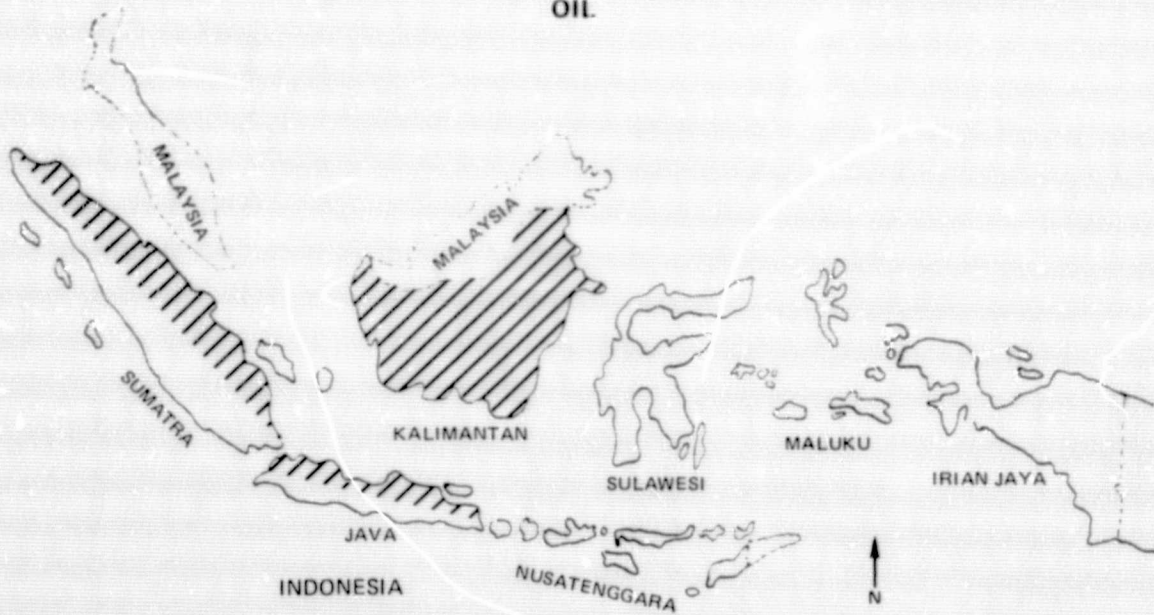 OIL
MALAYSIA
MALAYSIA
SUMATRA
KALIMANTAN
MALUKU
SULAWESI
IRIAN JAYA
JAVA
NUSATENGGARA
INDONESIA
N